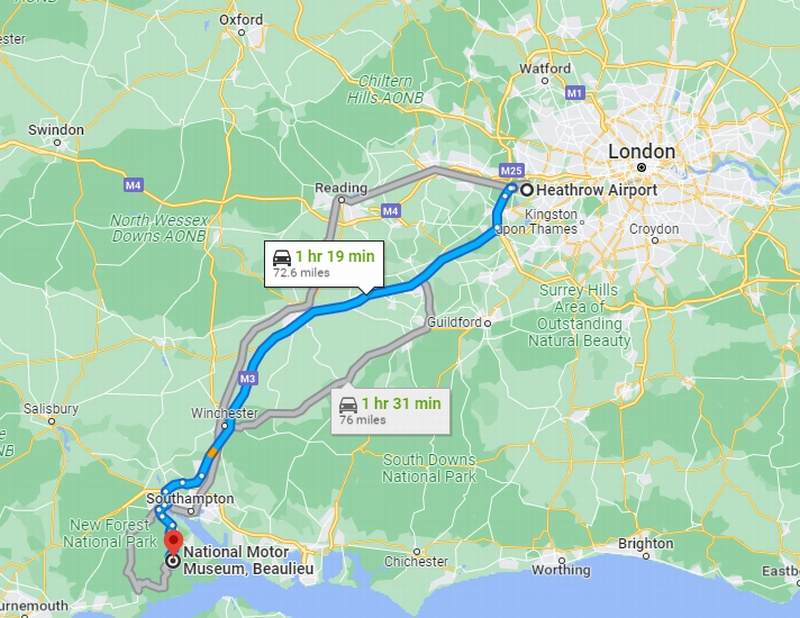 Oxford
ester
Watford
Chiltern
Hills AONB
M1
Swindon
London
M25
M4
Reading
Heathrow Airport
M4
Kingston
upon Thames
North Wessex
Downs AONB
Croydon
1 hr 19 min
72.6 miles
Surrey Hills
Area of
Outstanding
Natural Beauty
Guildford
M3
1 hr 31 min
76 miles
Salisbury
Winchester
e
NB
South Downs
National Park
Southampton
New Forest
National Park
National Motor
Museum, Beaulieu
Chichester
Worthing
Brighton
Eastb
urnemouth